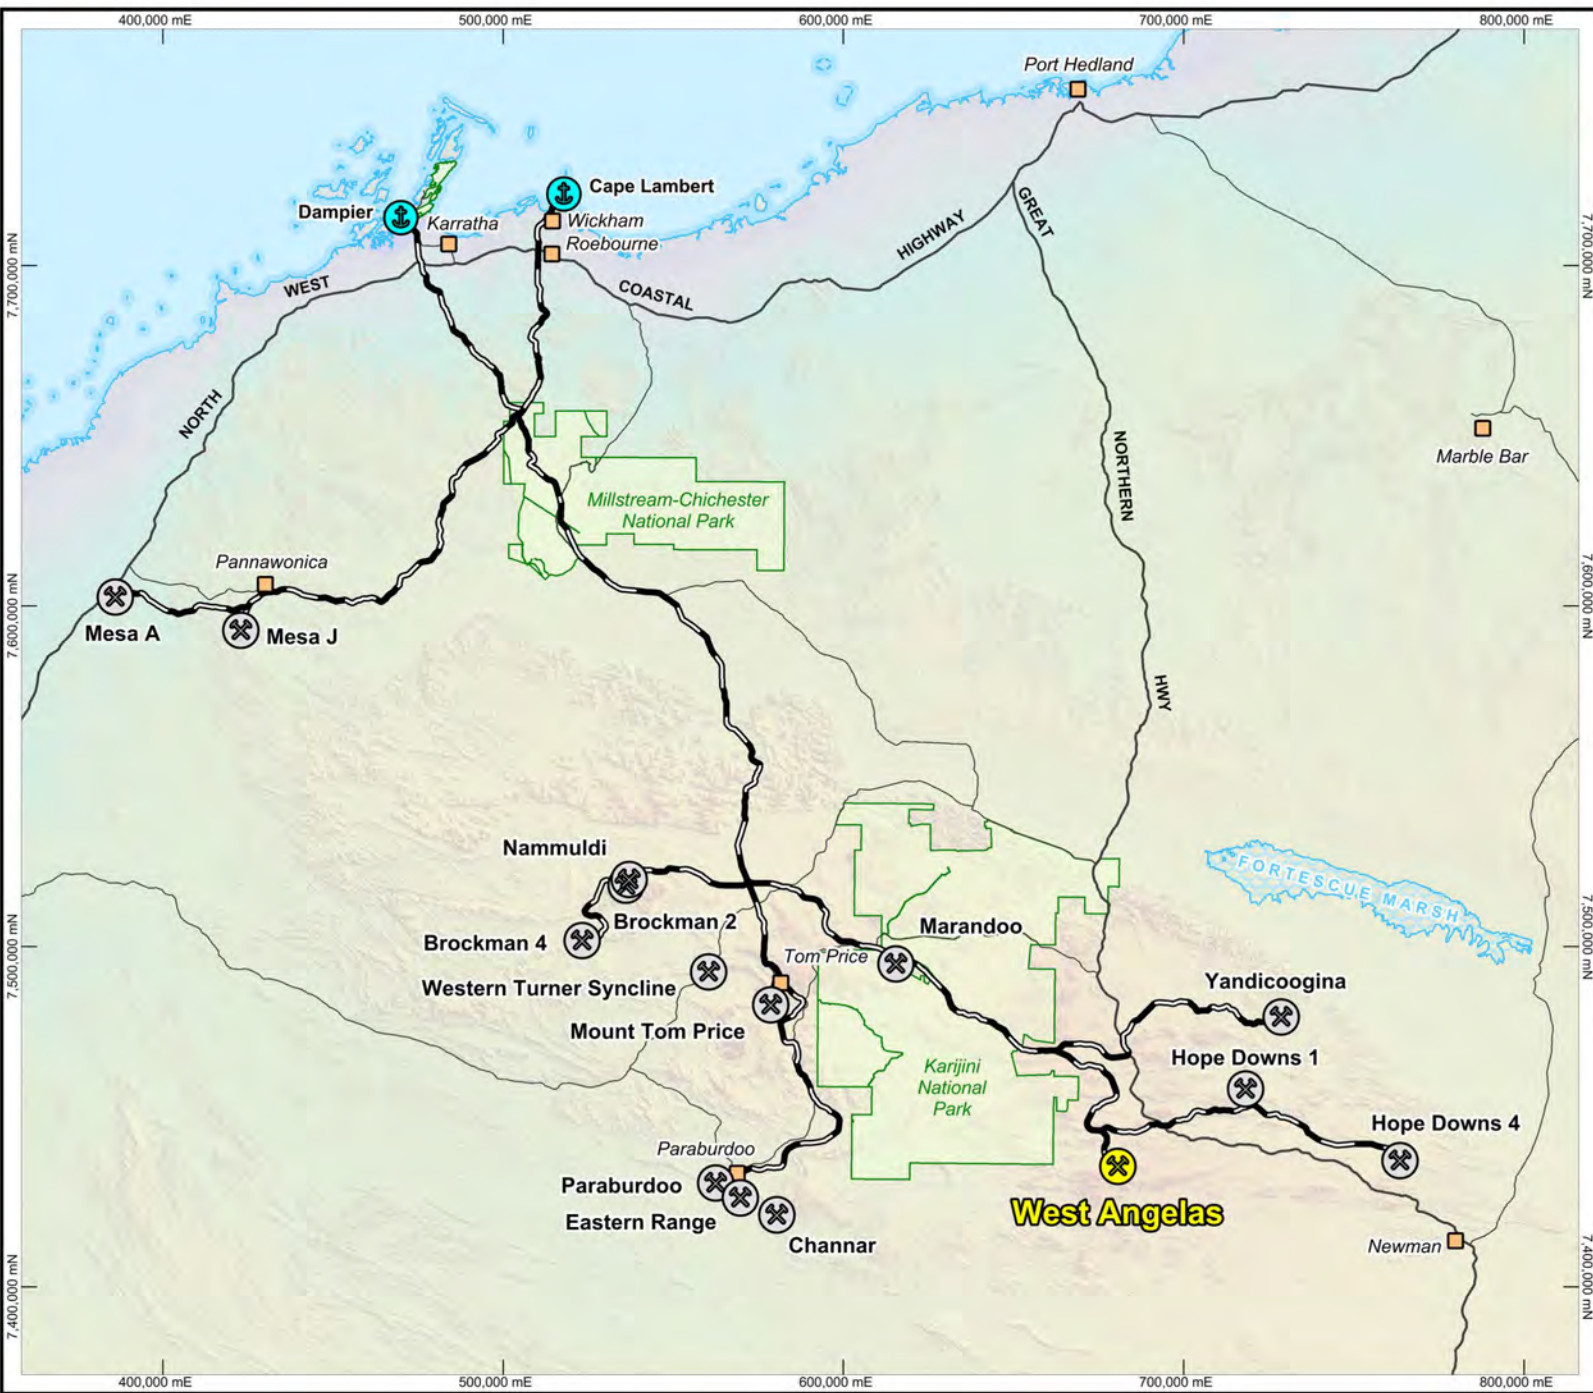 400,000 mE
500,000 mE
600,000 mE
700,000 mE
800,000 mE
Port Hedland
Cape Lambert
Dampier
Karratha
Wickham
Roebourne
GREAT
HIGHWAY
7,700,000 mN
7,700,000 mN
WEST
COASTAL
NORTH
NORTHERN
Marble Bar
Millstream-Chichester
National Park
Pannawonica
7,600,000 mN
7,600,000 mN
Mesa A
Mesa J
HWY
Nammuldi
FORTESCUE MARSH
Brockman 2
Marandoo
Brockman 4
7,500,000 mN
7,500,000 mN
Tom Price
Western Turner Syncline
Yandicoogina
Mount Tom Price
Hope Downs 1
Karijini
National
Park
Hope Downs 4
Paraburdoo
Paraburdoo
West Angelas
Eastern Range
Channar
Newman
7,400,000 mN
7,400,000 mN
400,000 mE
500,000 mE
600,000 mE
700,000 mE
800,000 mE